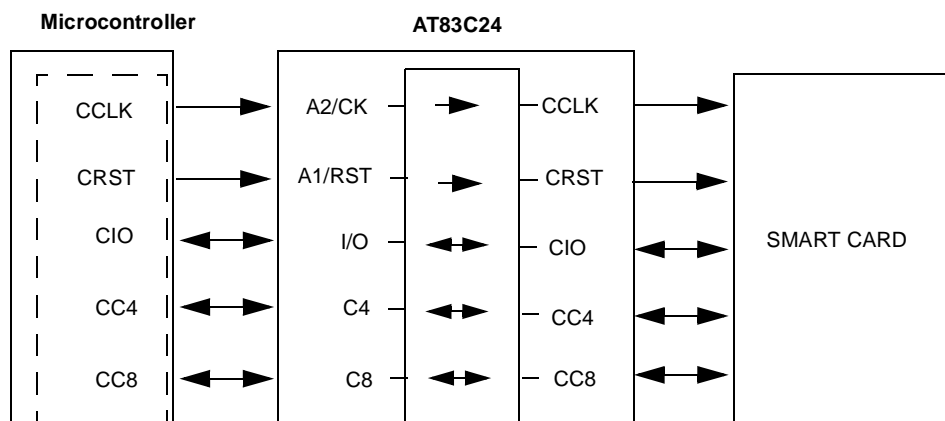 Microcontroller
AT83C24
CCLK
A2/CK
CCLK
CRST
A1/RST
CRST
CIO
I/O
CIO
SMART CARD
CC4
C4
CC4
CC8
C8
CC8